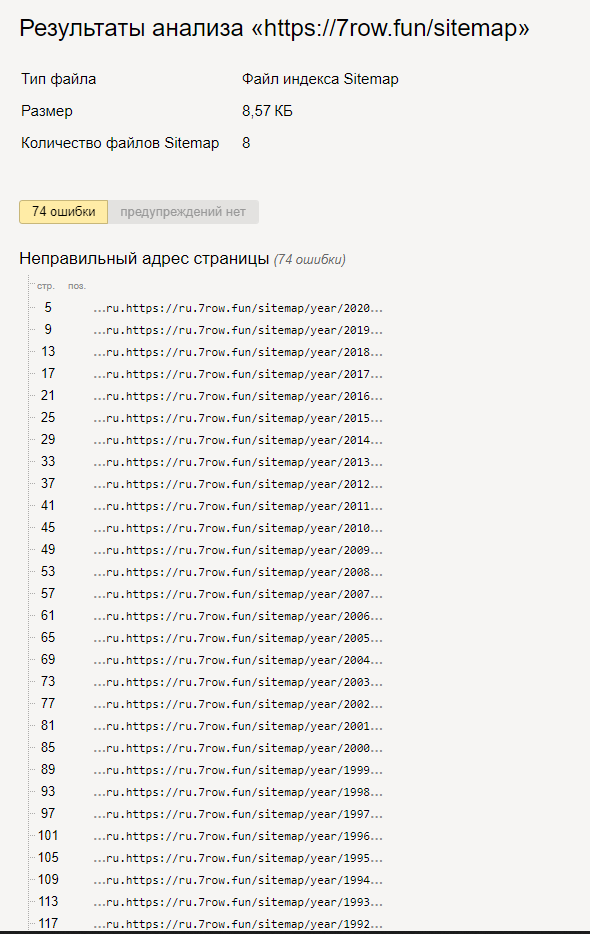 Результаты анализа «https://7row.fun/sitemap»
Тип файла Файл индекса Sitemap
Размер 8,57 КБ
Количество файлов Sitemap 8
74 ошибки предупреждений нет
Неправильный адрес страницы (74 ошибки)
стр. поз.
5 ...ru.https://ru.7row.fun/sitemap/year/2020...
9 ...ru.https://ru.7row.fun/sitemap/year/2019...
13 ...ru.https://ru.7row.fun/sitemap/year/2018...
17 ...ru.https://ru.7row.fun/sitemap/year/2017...
21 ...ru.https://ru.7row.fun/sitemap/year/2016...
25 ...ru.https://ru.7row.fun/sitemap/year/2015...
29 ...ru.https://ru.7row.fun/sitemap/year/2014...
33 ...ru.https://ru.7row.fun/sitemap/year/2013...
37 ...ru.https://ru.7row.fun/sitemap/year/2012...
41 ...ru.https://ru.7row.fun/sitemap/year/2011...
45 ...ru.https://ru.7row.fun/sitemap/year/2010...
49 ...ru.https://ru.7row.fun/sitemap/year/2009...
53 ...ru.https://ru.7row.fun/sitemap/year/2008...
57 ...ru.https://ru.7row.fun/sitemap/year/2007...
61 ...ru.https://ru.7row.fun/sitemap/year/2006...
65 ...ru.https://ru.7row.fun/sitemap/year/2005...
69 ...ru.https://ru.7row.fun/sitemap/year/2004...
73 ...ru.https://ru.7row.fun/sitemap/year/2003...
77 ...ru.https://ru.7row.fun/sitemap/year/2002...
81 ...ru.https://ru.7row.fun/sitemap/year/2001...
85 ...ru.https://ru.7row.fun/sitemap/year/2000...
89 ...ru.https://ru.7row.fun/sitemap/year/1999...
93 ...ru.https://ru.7row.fun/sitemap/year/1998...
97 ...ru.https://ru.7row.fun/sitemap/year/1997...
101 ...ru.https://ru.7row.fun/sitemap/year/1996...
105 ...ru.https://ru.7row.fun/sitemap/year/1995...
109 ...ru.https://ru.7row.fun/sitemap/year/1994...
113 ...ru.https://ru.7row.fun/sitemap/year/1993...
117 ...ru.https://ru.7row.fun/sitemap/year/1992...